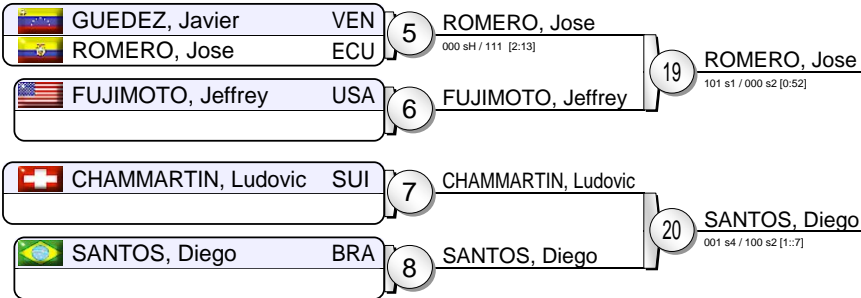 GUEDEZ, Javier VEN
ROMERO, Jose ECU
5
ROMERO, Jose
000 sH / 111 [2:13]
FUJIMOTO, Jeffrey USA
6
FUJIMOTO, Jeffrey
19
ROMERO, Jose
101 s1 / 000 s2 [0:52]
CHAMMARTIN, Ludovic SUI
7
CHAMMARTIN, Ludovic
SANTOS, Diego BRA
8
SANTOS, Diego
20
SANTOS, Diego
001 s4 / 100 s2 [1::7]